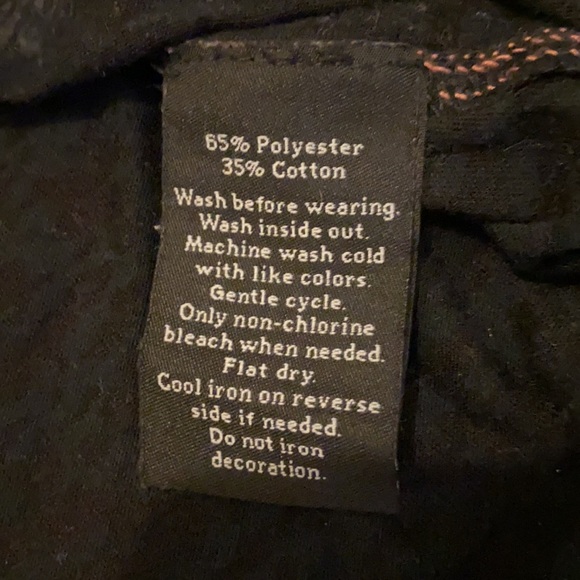 65% Polyester
35% Cotton
Wash before wearing.
Wash inside out.
Machine wash cold
with like colors.
Gentle cycle.
Only non-chlorine
bleach when needed.
Flat dry.
Cool iron on reverse
side if needed.
Do not iron
decoration.